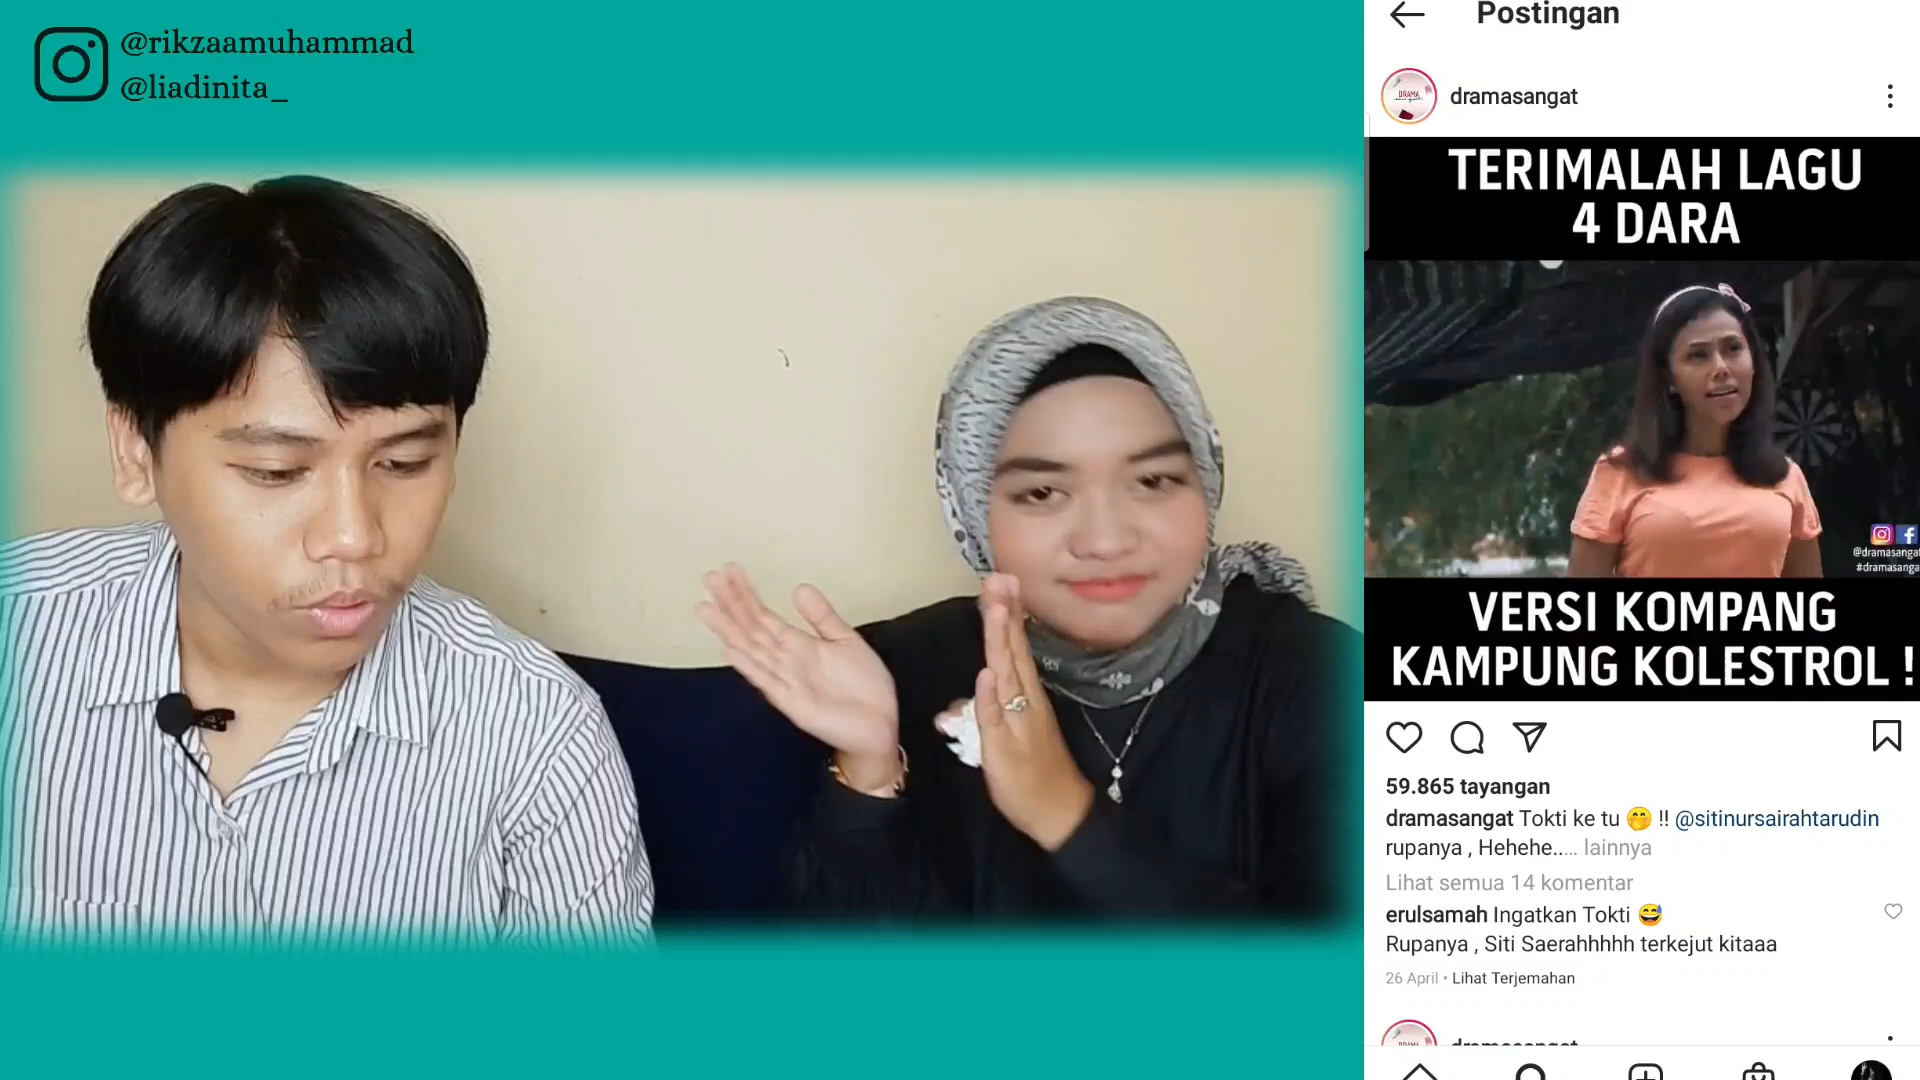 @rikzaamuhammad
@liadinita_
Postingan
dramasangat
TERIMALAH LAGU
4 DARA
@dramasangat
#dramasanga
VERSI KOMPANG
KAMPUNG KOLESTROL !
59.865 tayangan
dramasangat Tokti ke tu 🤭 !! @sitinursairahtarudin
rupanya , Hehehe..... lainnya
Lihat semua 14 komentar
erulsamah Ingatkan Tokti 😅
Rupanya , Siti Saerahhhhh terkejut kitaaa
26 April • Lihat Terjemahan
dramasangat